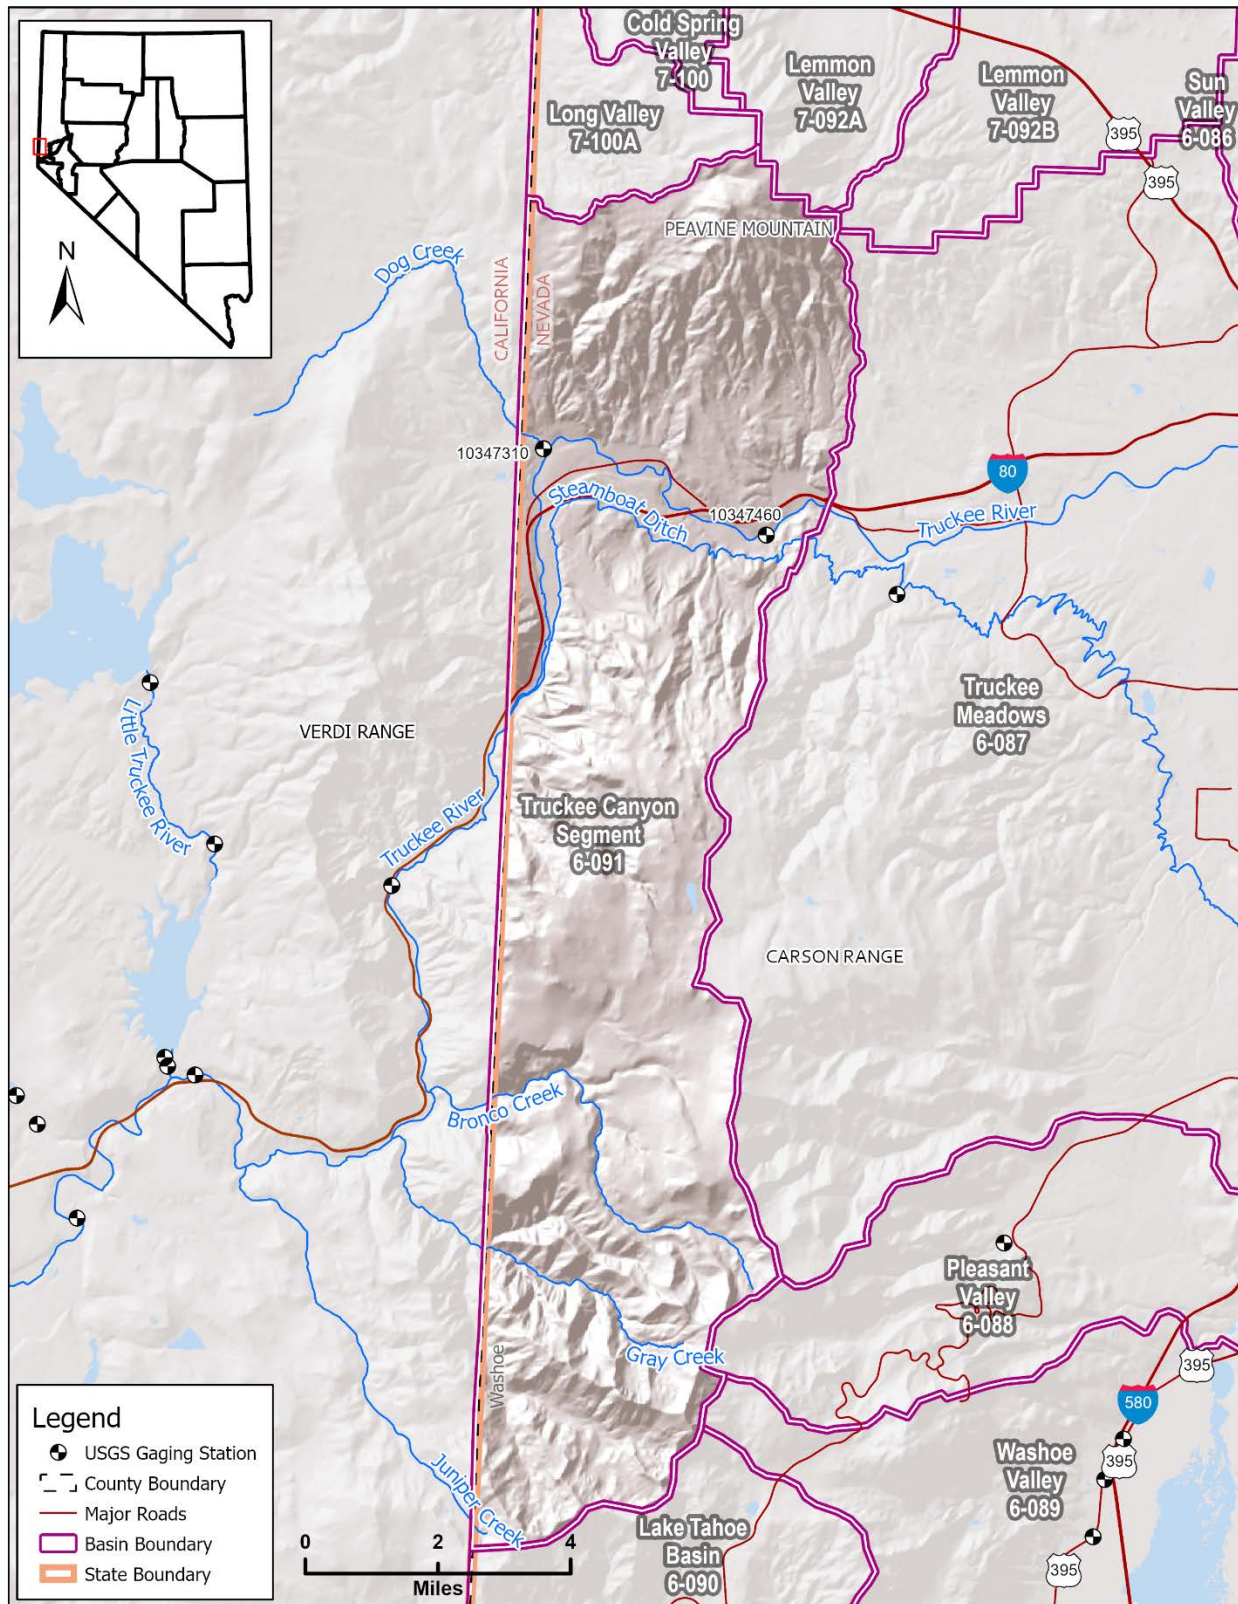 Cold Spring
Valley
7-100
Lemmon
Valley
7-092A
Lemmon
Valley
7-092B
Sun
Valley
6-086
Long Valley
7-100A
395
395
N
PEAVINE MOUNTAIN
Dog Creek
CALIFORNIA
NEVADA
10347310
80
Steamboat Ditch
10347460
Truckee River
Little Truckee River
VERDI RANGE
Truckee
Meadows
6-087
Truckee River
Truckee Canyon
Segment
6-091
CARSON RANGE
Bronco Creek
Pleasant
Valley
6-088
Gray Creek
Washoe
395
580
395
Legend
USGS Gaging Station
County Boundary
Major Roads
Basin Boundary
State Boundary
Juniper Creek
Washoe
Valley
6-089
0 2 4
Miles
Lake Tahoe
Basin
6-090
395